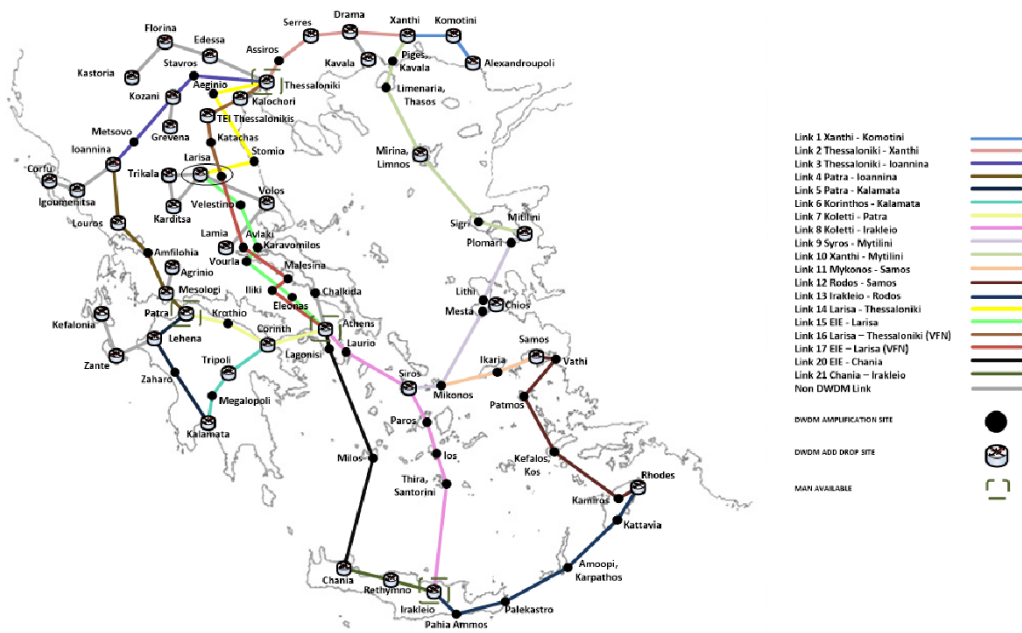 Drama
Xanthi
Komotini
Serres
Florina
Edessa
Assiros
Piges,
Kavala
Kavala
Alexandroupoli
Stavros
Kastoria
Aeginio
Thessaloniki
Limenaria,
Thasos
Kozani
Kalochori
TEI Thessalonikis
Grevena
Metsovo
Katachas
Ioannina
Stomio
Mirina,
Limnos
Larisa
Corfu
Trikala
Igoumenitsa
Volos
Velestino
Karditsa
Sigri
Mitilini
Louros
Lamia
Avlaki
Karavomilos
Plomari
Amfilohia
Vourla
Malesina
Agrinio
Iliki
Lithi
Mesologi
Eleonas
Chalkida
Chios
Mesta
Patra
Krathio
Kefalonia
Corinth
Athens
Lehena
Lagonisi
Laurio
Samos
Ikaria
Vathi
Zante
Tripoli
Zaharo
Siros
Mikonos
Megalopoli
Patmos
Paros
Kalamata
Milos
Ios
Kefalos,
Kos
Thira,
Santorini
Rhodes
Kamiros
Kattavia
Amoopi,
Karpathos
Chania
Rethymno
Irakleio
Palekastro
Pahia Ammos
Link 1 Xanthi - Komotini
Link 2 Thessaloniki - Xanthi
Link 3 Thessaloniki - Ioannina
Link 4 Patra - Ioannina
Link 5 Patra - Kalamata
Link 6 Korinthos - Kalamata
Link 7 Koletti - Patra
Link 8 Koletti - Irakleio
Link 9 Syros - Mytilini
Link 10 Xanthi - Mytilini
Link 11 Mykonos - Samos
Link 12 Rodos - Samos
Link 13 Irakleio - Rodos
Link 14 Larisa - Thessaloniki
Link 15 EIE - Larisa
Link 16 Larisa – Thessaloniki (VFN)
Link 17 EIE – Larisa (VFN)
Link 20 EIE - Chania
Link 21 Chania – Irakleio
Non DWDM Link
DWDM AMPLIFICATION SITE
DWDM ADD DROP SITE
MAN AVAILABLE